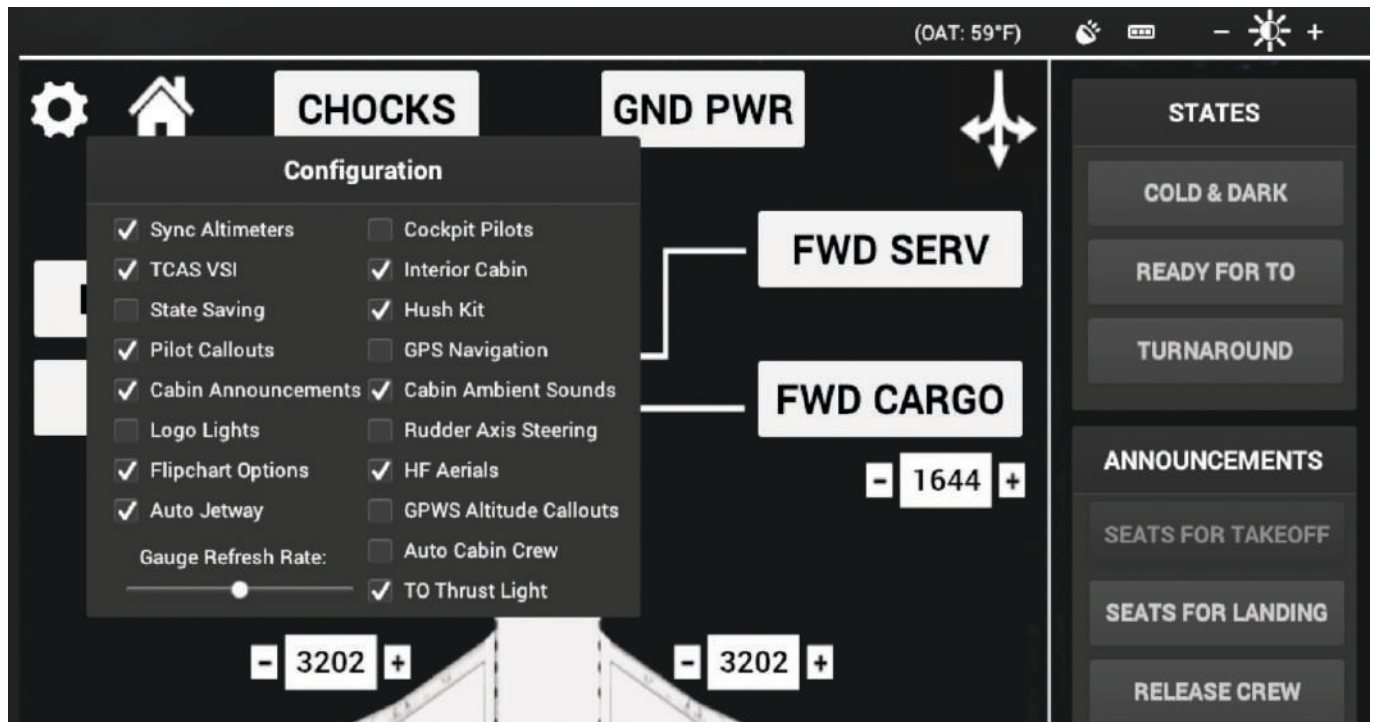 (OAT: 59°F)
- +
CHOCKS
GND PWR
STATES
COLD & DARK
READY FOR TO
TURNAROUND
Configuration
Sync Altimeters
TCAS VSI
State Saving
Pilot Callouts
Cabin Announcements
Logo Lights
Flipchart Options
Auto Jetway
Gauge Refresh Rate:
Cockpit Pilots
Interior Cabin
Hush Kit
GPS Navigation
Cabin Ambient Sounds
Rudder Axis Steering
HF Aerials
GPWS Altitude Callouts
Auto Cabin Crew
TO Thrust Light
FWD SERV
FWD CARGO
- 1644 +
- 3202 +
- 3202 +
ANNOUNCEMENTS
SEATS FOR TAKEOFF
SEATS FOR LANDING
RELEASE CREW